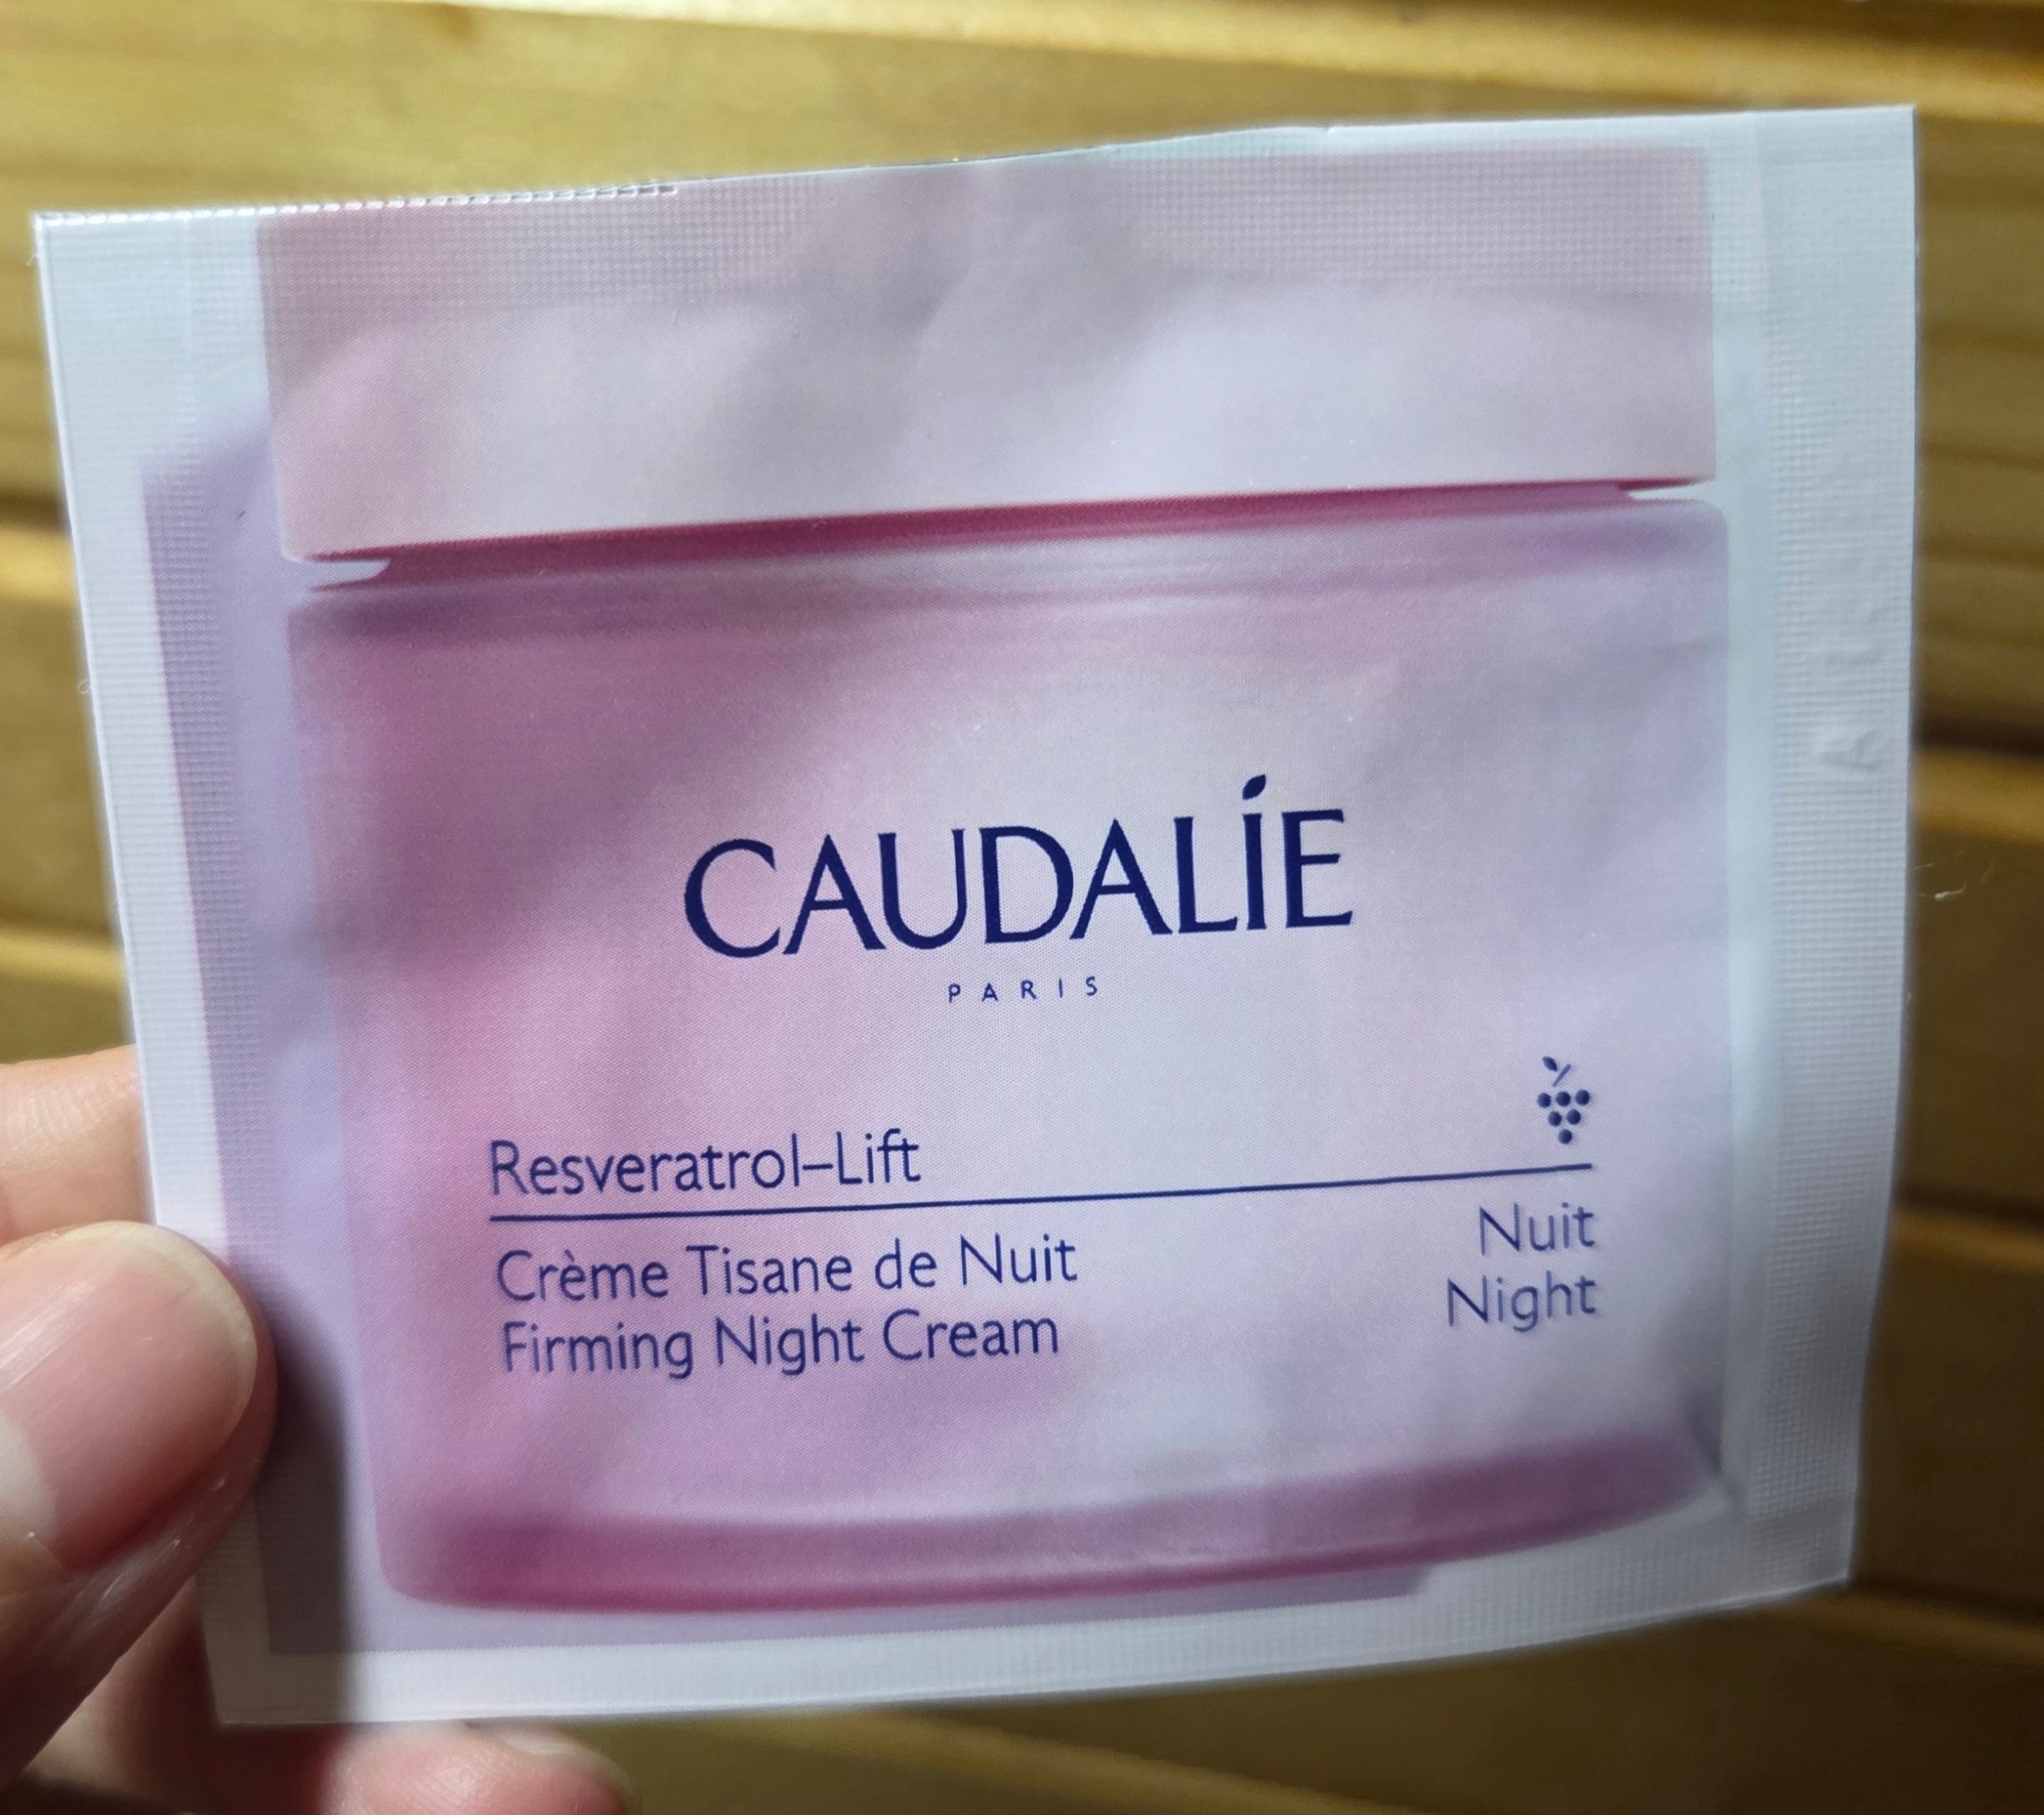 CAUDALÍE
PARIS
Resveratrol–Lift
Crème Tisane de Nuit
Firming Night Cream
Nuit
Night